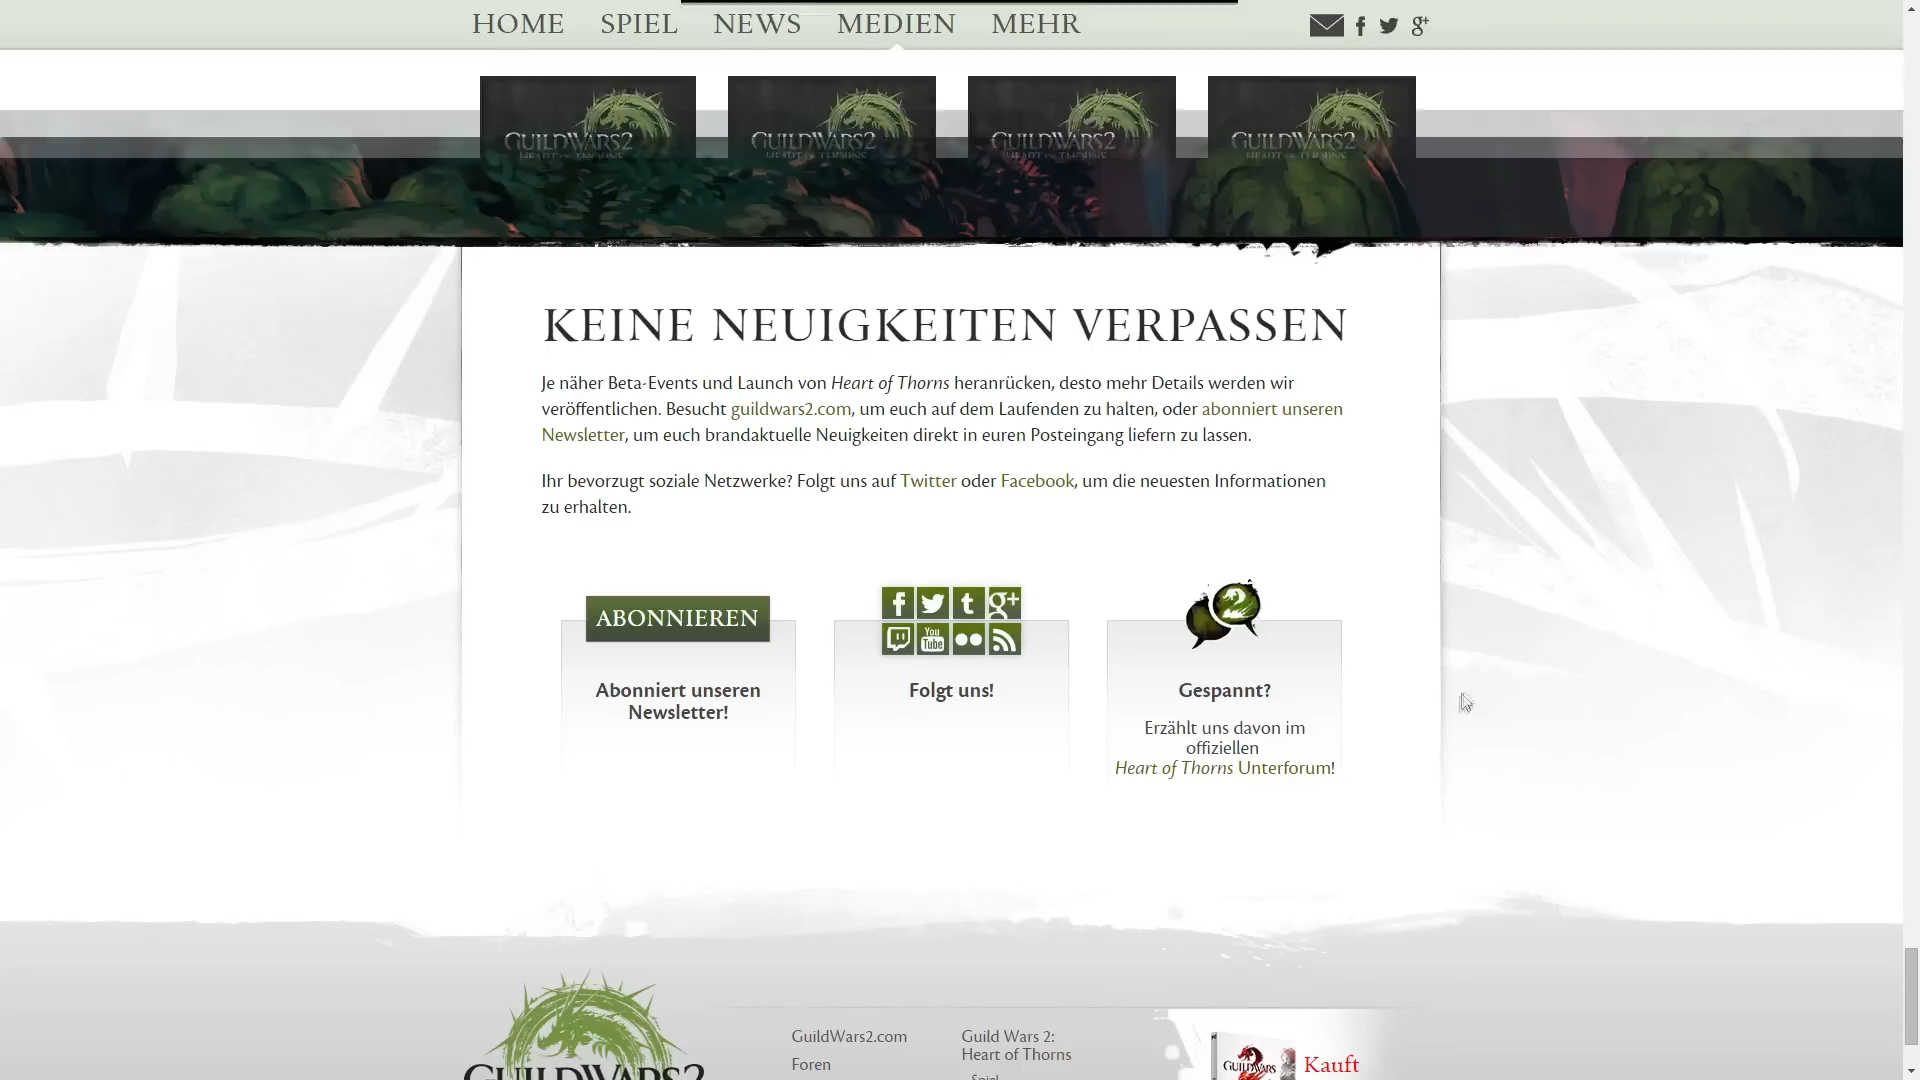 HOME SPIEL NEWS MEDIEN MEHR
GUILDWARS2 GUILDWARS2 GUILDWARS2 GUILDWARS2
HEART OF THORNS HEART OF THORNS HEART OF THORNS HEART OF THORNS
KEINE NEUIGKEITEN VERPASSEN
Je näher Beta-Events und Launch von Heart of Thorns heranrücken, desto mehr Details werden wir
veröffentlichen. Besucht guildwars2.com, um euch auf dem Laufenden zu halten, oder abonniert unseren
Newsletter, um euch brandaktuelle Neuigkeiten direkt in euren Posteingang liefern zu lassen.
Ihr bevorzugt soziale Netzwerke? Folgt uns auf Twitter oder Facebook, um die neuesten Informationen
zu erhalten.
ABONNIEREN
Abonniert unseren
Newsletter!
You
Tube
Folgt uns!
2
Gespannt?
Erzählt uns davon im
offiziellen
Heart of Thorns Unterforum!
GUILDWARS2
GuildWars2.com
Foren
Guild Wars 2:
Heart of Thorns
Spiel
GUILDWARS
Kauft